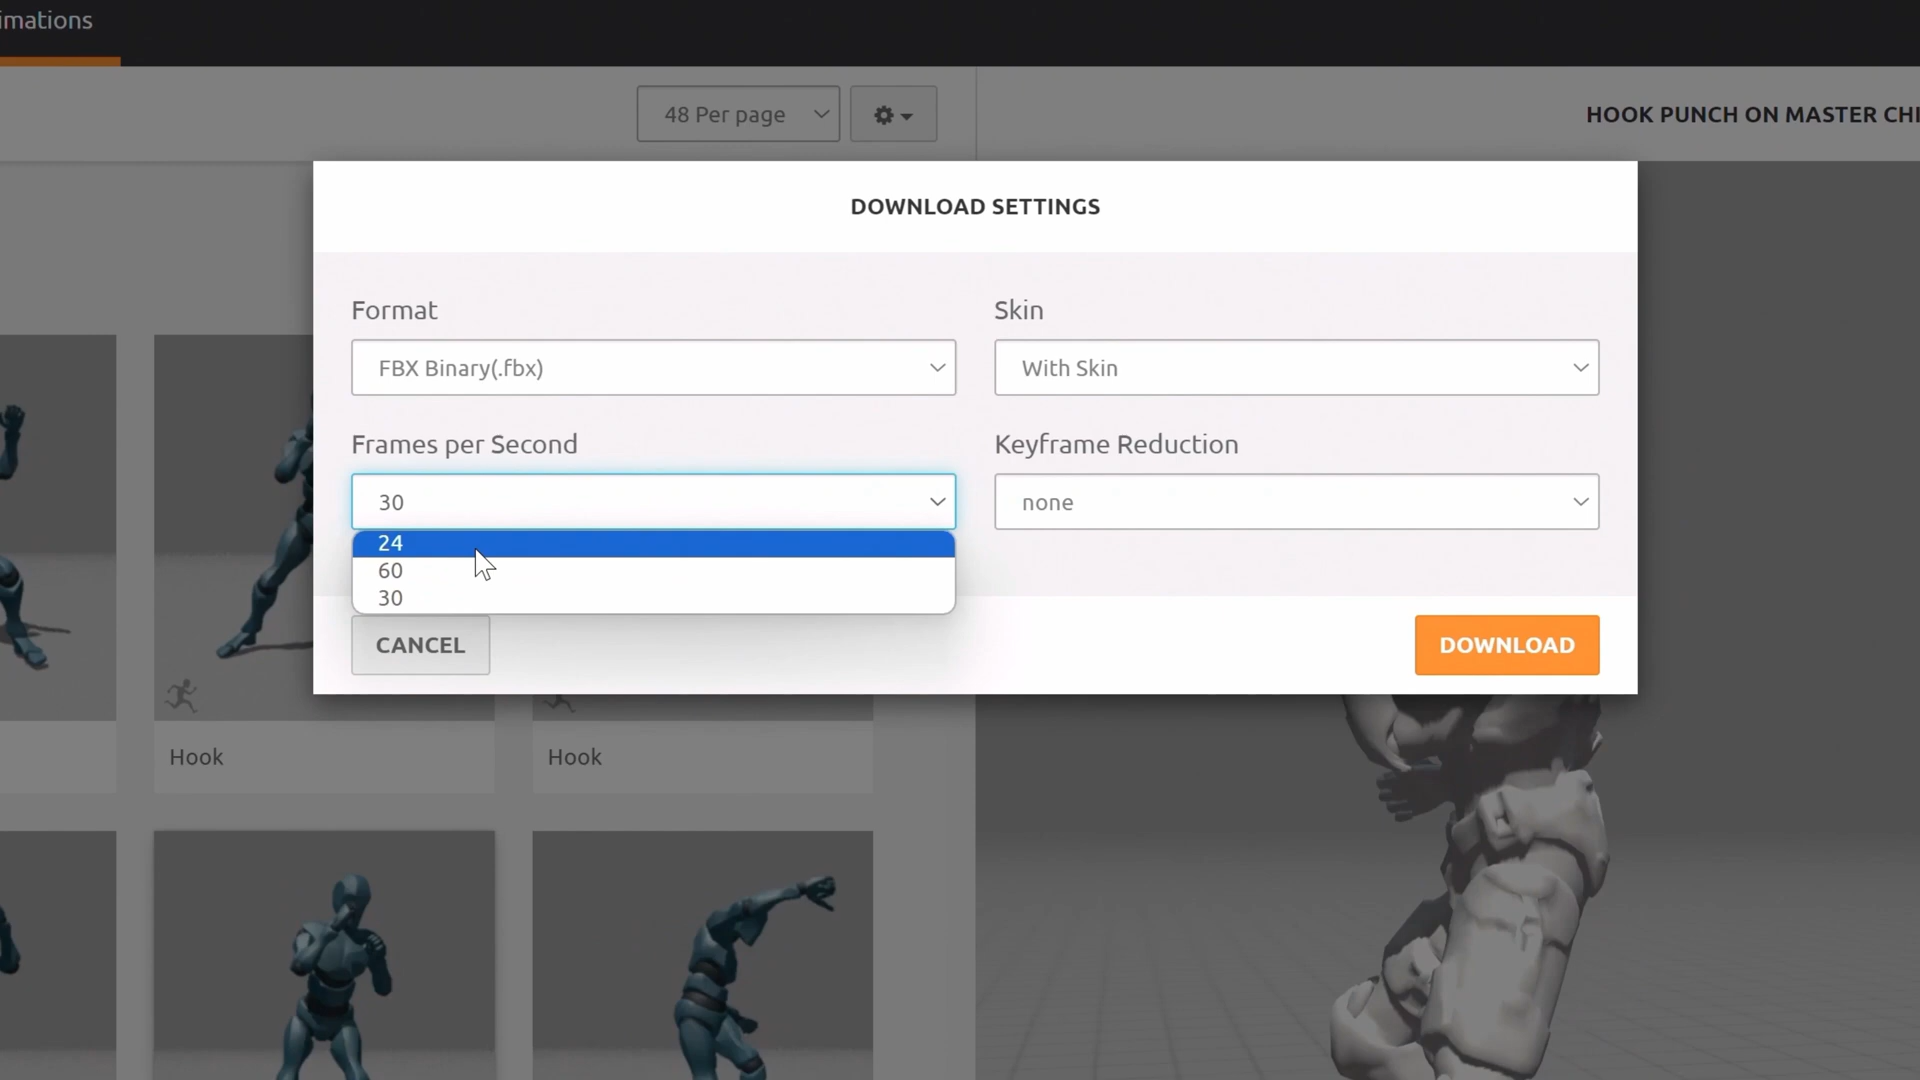 imations
48 Per page
HOOK PUNCH ON MASTER CHI
DOWNLOAD SETTINGS
Format
Skin
FBX Binary(.fbx)
With Skin
Frames per Second
Keyframe Reduction
30
none
24
60
30
CANCEL
DOWNLOAD
Hook
Hook